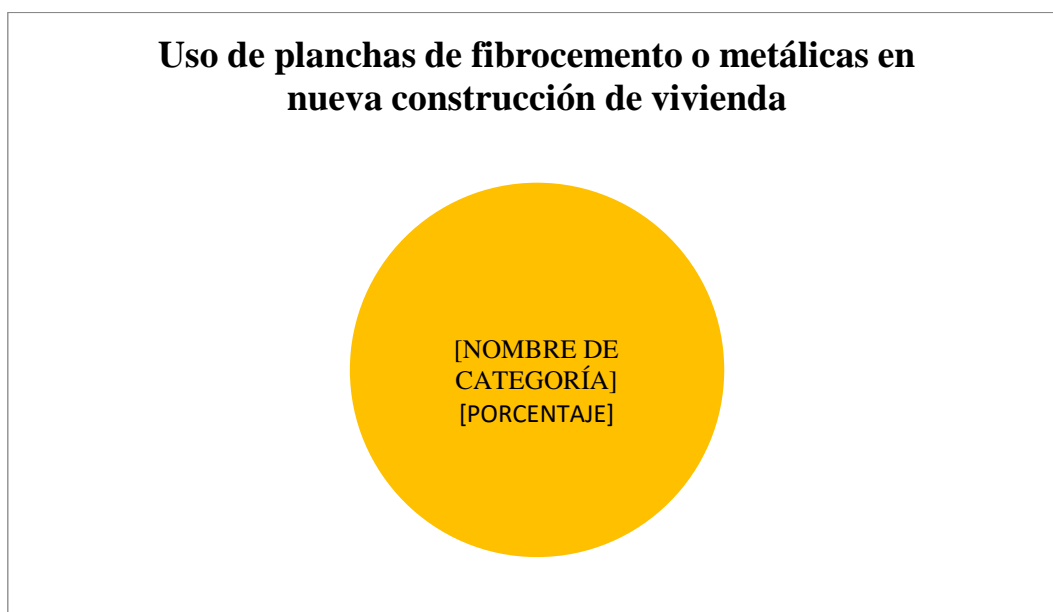 Uso de planchas de fibrocemento o metálicas en
nueva construcción de vivienda
[NOMBRE DE
CATEGORÍA]
[PORCENTAJE]